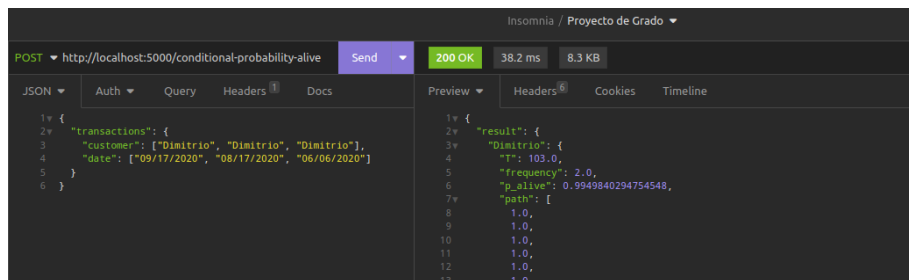 Insomnia / Proyecto de Grado
POST http://localhost:5000/conditional-probability-alive Send 200 OK 38.2 ms 8.3 KB
JSON Auth Query Headers 1 Docs Preview Headers 6 Cookies Timeline
1 {
2 "transactions": {
3 "customer": ["Dimitrio", "Dimitrio", "Dimitrio"],
4 "date": ["09/17/2020", "08/17/2020", "06/06/2020"]
5 }
6 }
1 {
2 "result": {
3 "Dimitrio": {
4 "T": 103.0,
5 "frequency": 2.0,
6 "p_alive": 0.9949840294754548,
7 "path": [
8 1.0,
9 1.0,
10 1.0,
11 1.0,
12 1.0,
13 1.0,